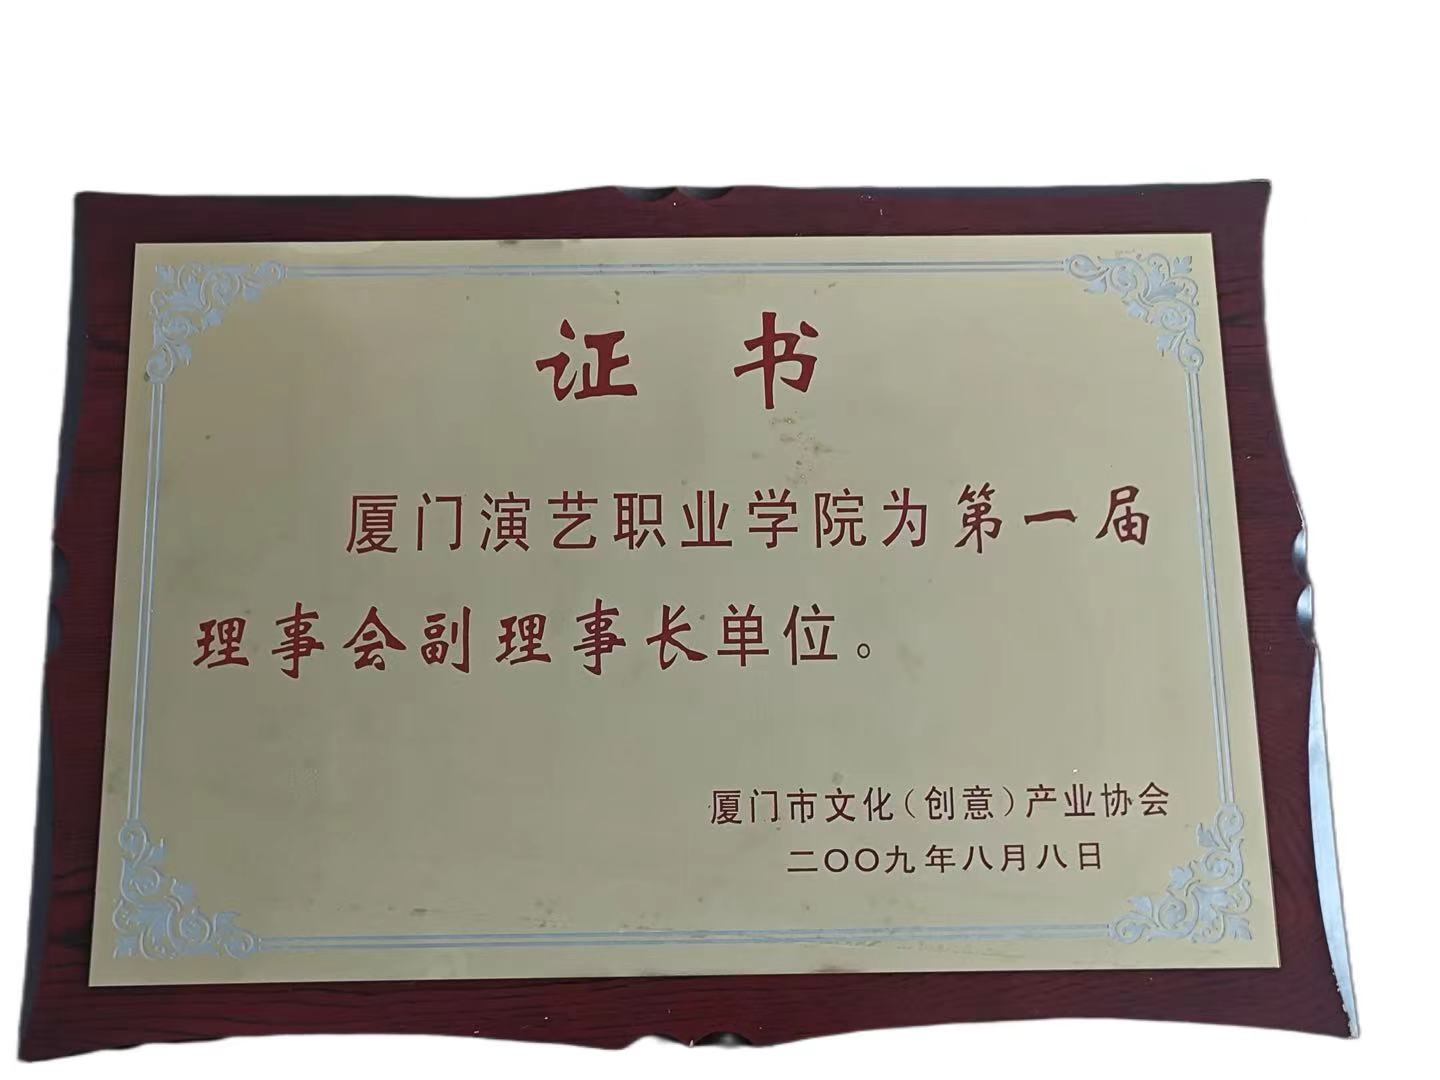 证书
厦门演艺职业学院为第一届
理事会副理事长单位。
厦门市文化（创意）产业协会
二〇〇九年八月八日